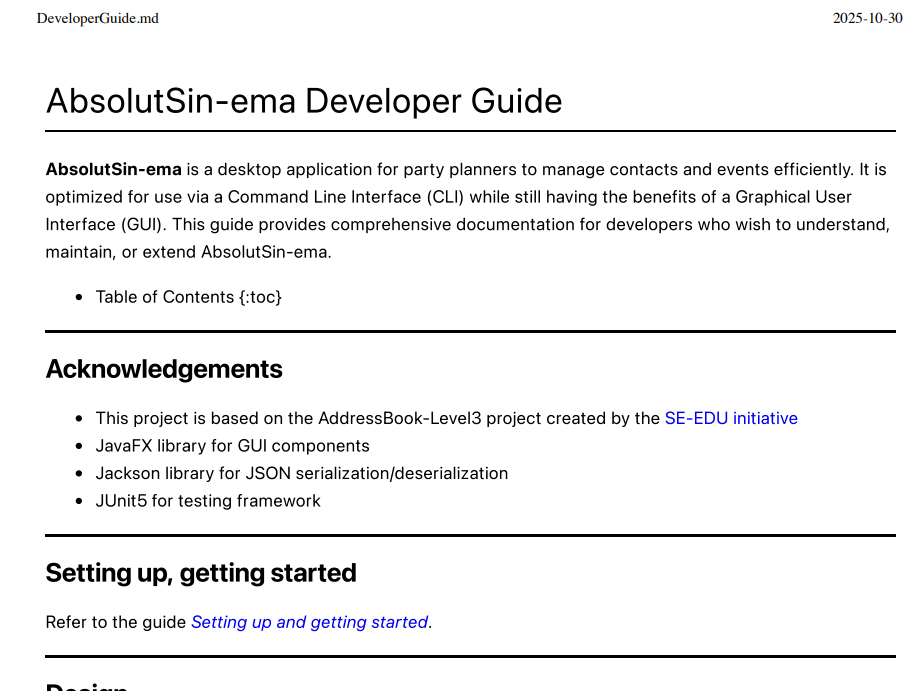 DeveloperGuide.md 2025-10-30
AbsolutSin-ema Developer Guide
AbsolutSin-ema is a desktop application for party planners to manage contacts and events efficiently. It is
optimized for use via a Command Line Interface (CLI) while still having the benefits of a Graphical User
Interface (GUI). This guide provides comprehensive documentation for developers who wish to understand,
maintain, or extend AbsolutSin-ema.
• Table of Contents {:toc}
Acknowledgements
• This project is based on the AddressBook-Level3 project created by the SE-EDU initiative
• JavaFX library for GUI components
• Jackson library for JSON serialization/deserialization
• JUnit5 for testing framework
Setting up, getting started
Refer to the guide Setting up and getting started.
Design